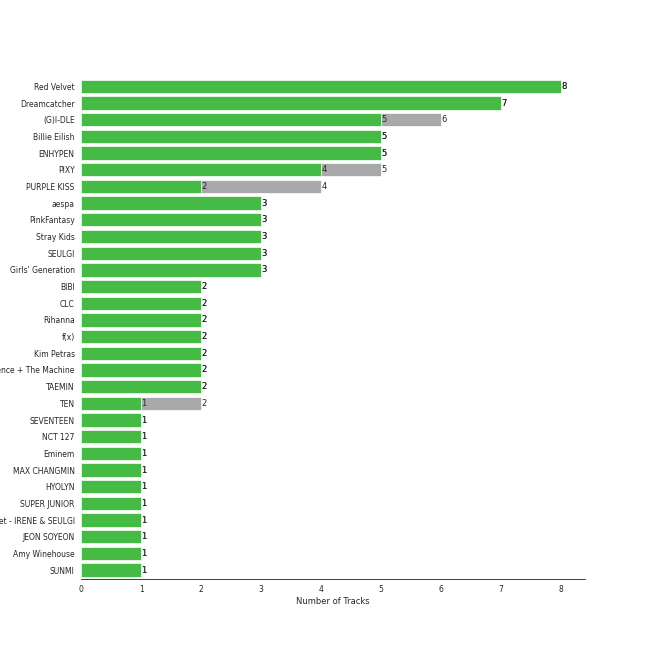 Red Velvet 8
Dreamcatcher 7
(G)I-DLE 5 6
Billie Eilish 5
ENHYPEN 5
PIXY 4 5
PURPLE KISS 2 4
aespa 3
PinkFantasy 3
Stray Kids 3
SEULGI 3
Girls' Generation 3
BIBI 2
CLC 2
Rihanna 2
f(x) 2
Kim Petras 2
ence + The Machine 2
TAEMIN 2
TEN 1 2
SEVENTEEN 1
NCT 127 1
Eminem 1
MAX CHANGMIN 1
HYOLYN 1
SUPER JUNIOR 1
et - IRENE & SEULGI 1
JEON SOYEON 1
Amy Winehouse 1
SUNMI 1
0 1 2 3 4 5 6 7 8
Number of Tracks